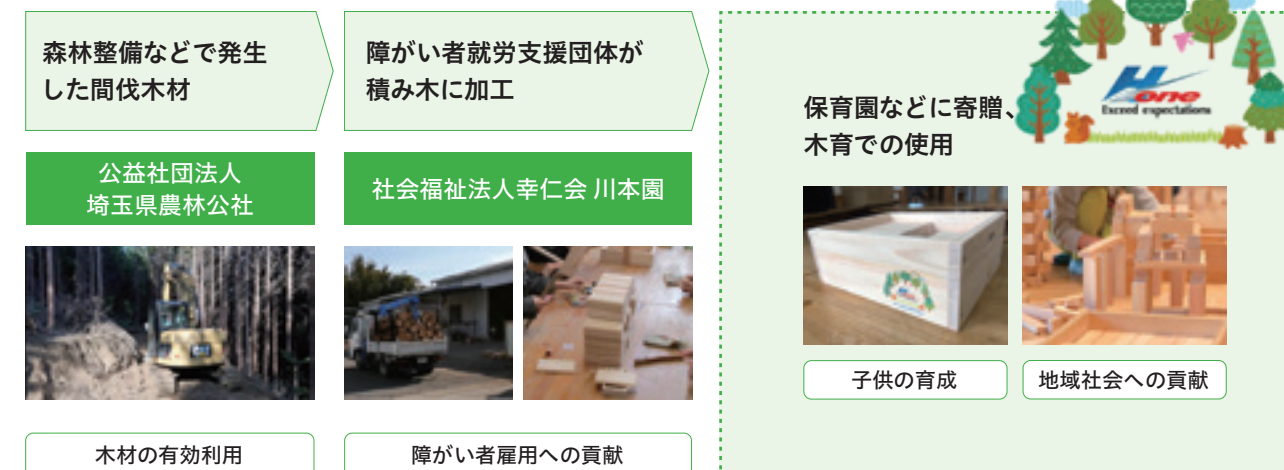 森林整備などで発生
した間伐木材
障がい者就労支援団体が
積み木に加工
公益社団法人
埼玉県農林公社
社会福祉法人幸仁会 川本園
木材の有効利用
障がい者雇用への貢献
H one
Exceed expectations
保育園などに寄贈、
木育での使用
子供の育成
地域社会への貢献